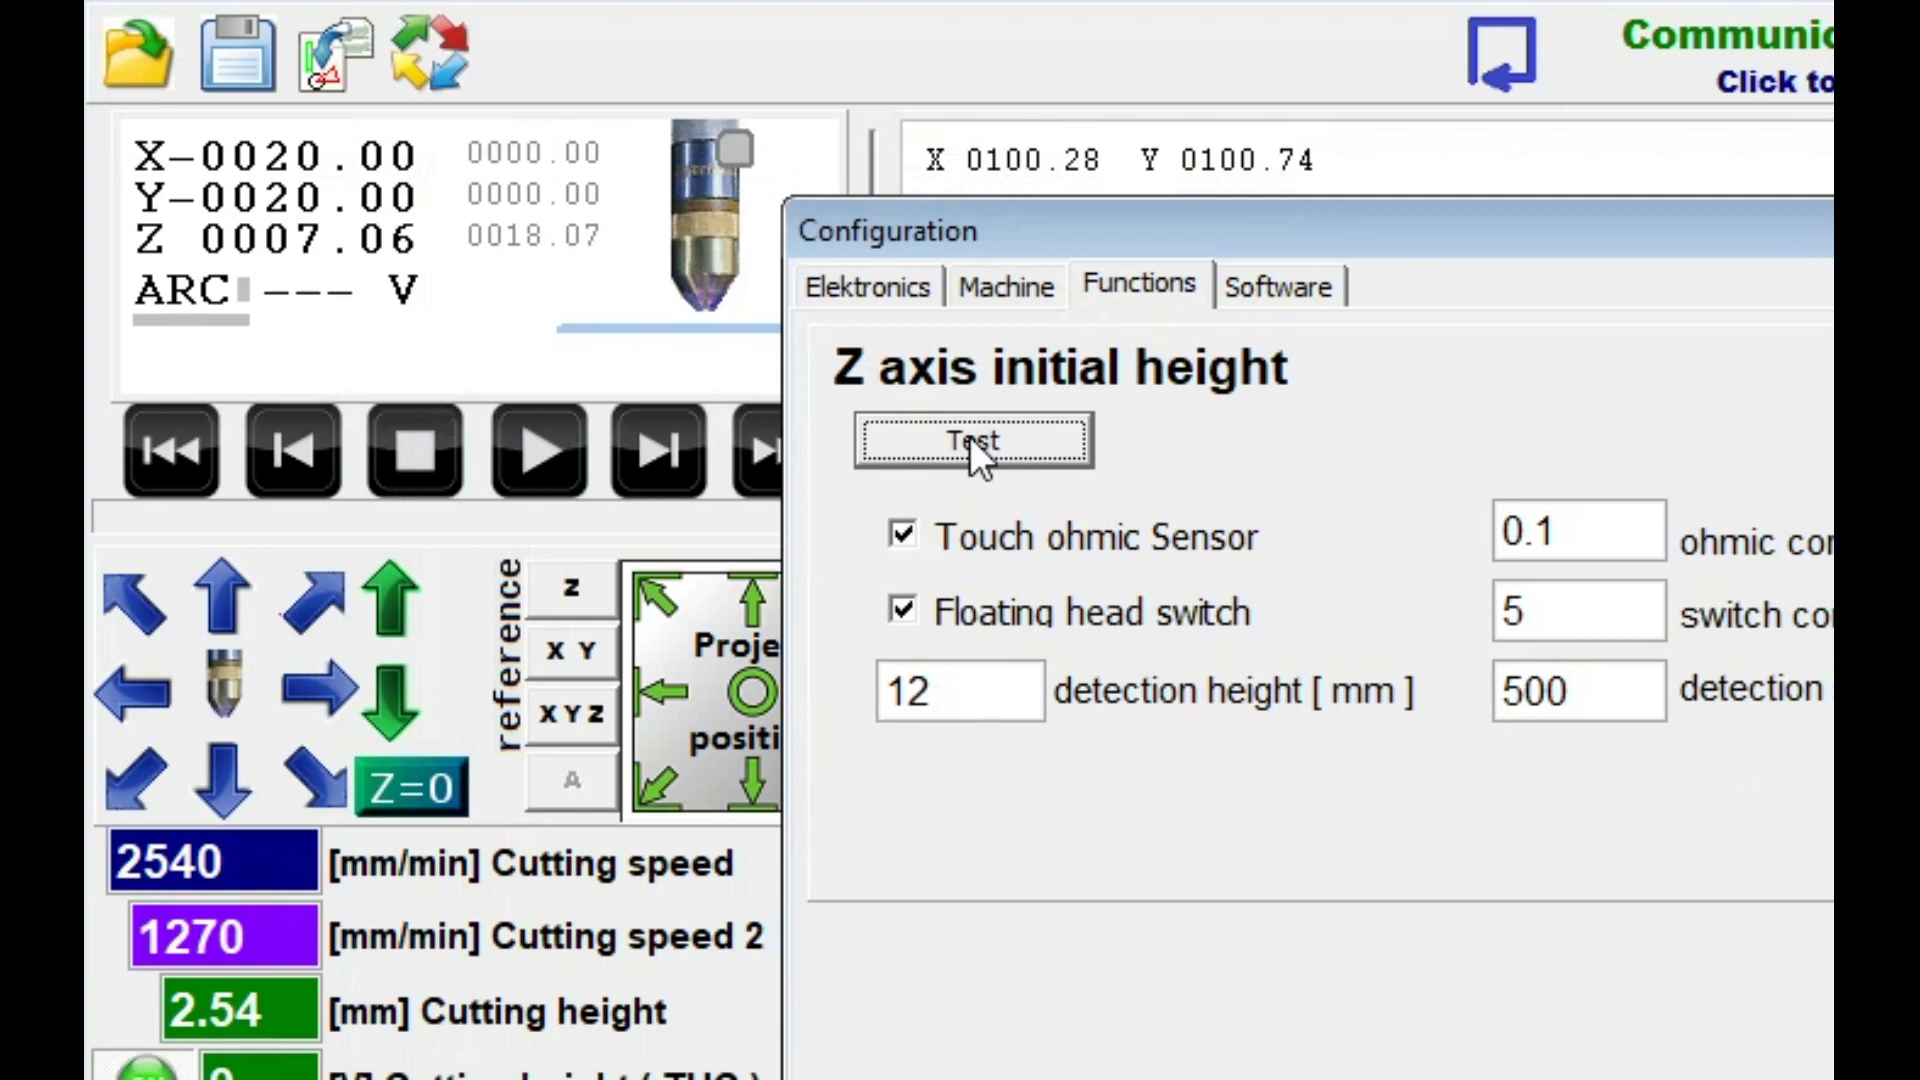 Communic
Click to
X-0020.00 0000.00
Y-0020.00 0000.00
Z 0007.06 0018.07
ARC --- V
X 0100.28 Y 0100.74
Configuration
Elektronics Machine Functions Software
Z axis initial height
Test
Touch ohmic Sensor 0.1 ohmic cor
Floating head switch 5 switch co
12 detection height [ mm ] 500 detection
reference
Z
X Y
X Y Z
A
Proje
positi
Z=0
2540 [mm/min] Cutting speed
1270 [mm/min] Cutting speed 2
2.54 [mm] Cutting height